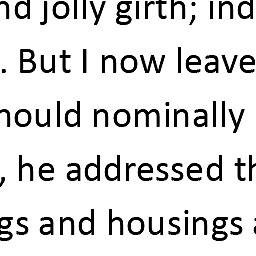 nd jolly girth; ind
. But I now leave
hould nominally
, he addressed th
gs and housings a